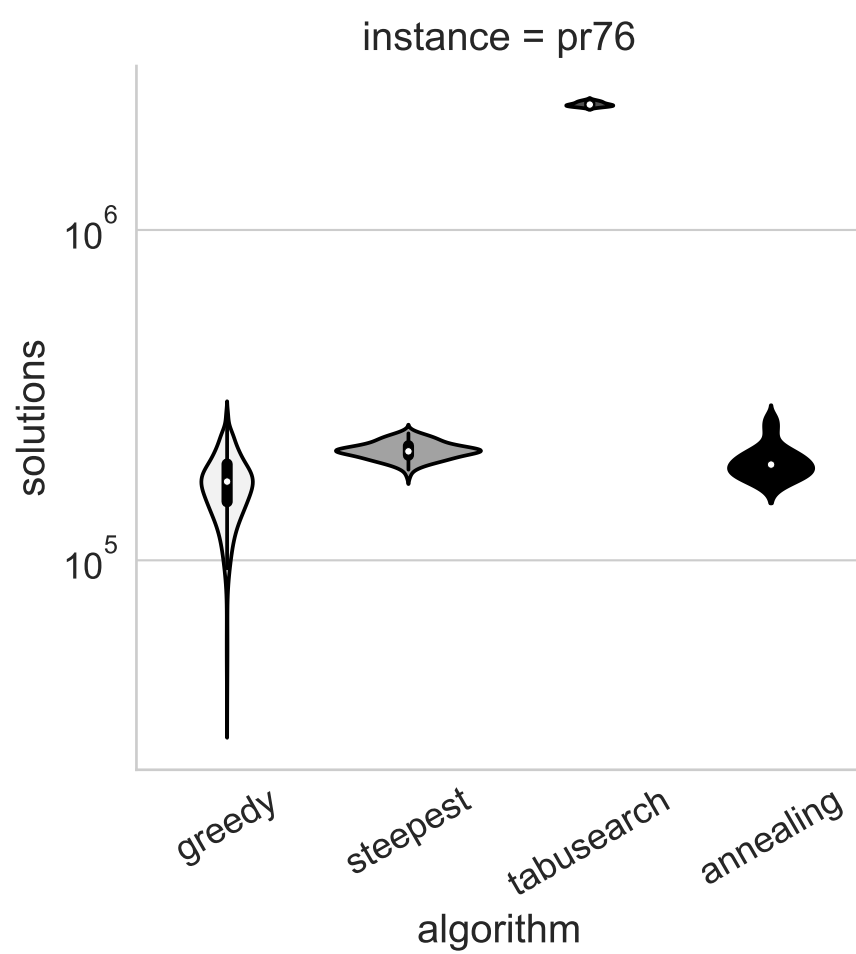 instance = pr76
10^6
solutions
10^5
greedy
steepest
tabusearch
annealing
algorithm